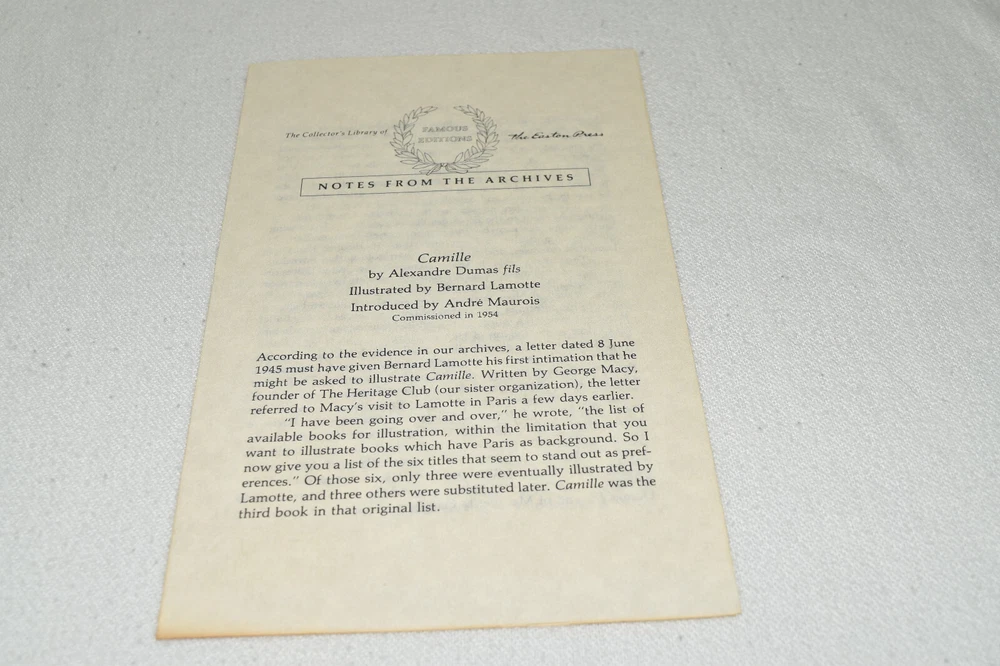 The Collector's Library of FAMOUS EDITIONS The Easton Press
NOTES FROM THE ARCHIVES
Camille
by Alexandre Dumas fils
Illustrated by Bernard Lamotte
Introduced by André Maurois
Commissioned in 1954
According to the evidence in our archives, a letter dated 8 June
1945 must have given Bernard Lamotte his first intimation that he
might be asked to illustrate Camille. Written by George Macy,
founder of The Heritage Club (our sister organization), the letter
referred to Macy's visit to Lamotte in Paris a few days earlier.
"I have been going over and over," he wrote, "the list of
available books for illustration, within the limitation that you
want to illustrate books which have Paris as background. So I
now give you a list of the six titles that seem to stand out as pref-
erences." Of those six, only three were eventually illustrated by
Lamotte, and three others were substituted later. Camille was the
third book in that original list.